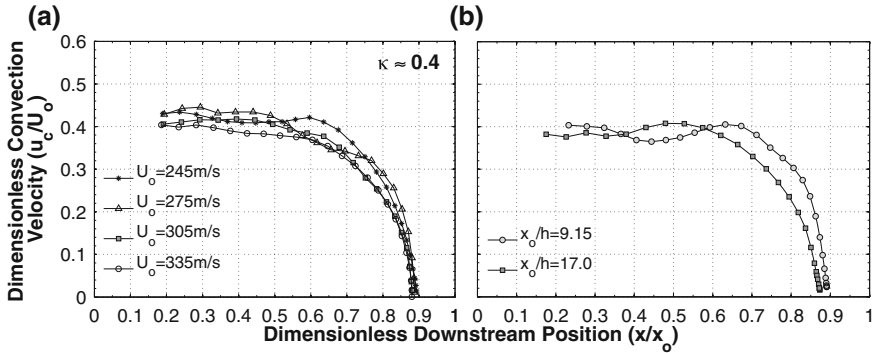 (a)
(b)
Dimensionless Convection
Velocity (u_c/U_o)
0.6
0.5
0.4
0.3
0.2
0.1
0
κ ≈ 0.4
U_o=245m/s
U_o=275m/s
U_o=305m/s
U_o=335m/s
x_o/h=9.15
x_o/h=17.0
0 0.1 0.2 0.3 0.4 0.5 0.6 0.7 0.8 0.9 1
0 0.1 0.2 0.3 0.4 0.5 0.6 0.7 0.8 0.9 1
Dimensionless Downstream Position (x/x_o)